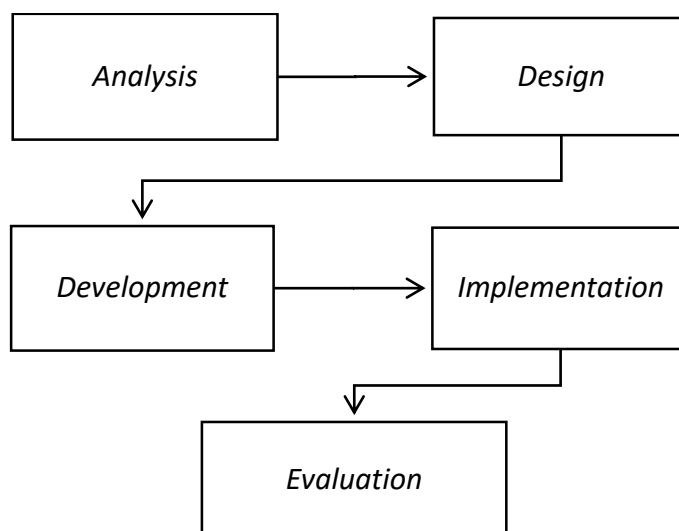 Analysis
Design
Development
Implementation
Evaluation